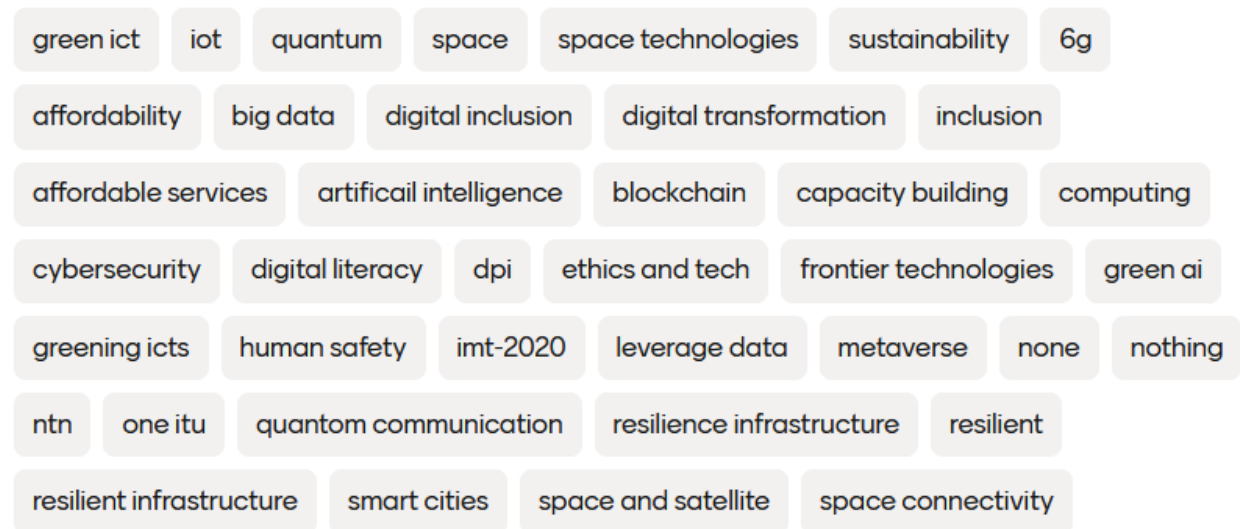 green ict iot quantum space space technologies sustainability 6g
affordability big data digital inclusion digital transformation inclusion
affordable services artificail intelligence blockchain capacity building computing
cybersecurity digital literacy dpi ethics and tech frontier technologies green ai
greening icts human safety imt-2020 leverage data metaverse none nothing
ntn one itu quantom communication resilience infrastructure resilient
resilient infrastructure smart cities space and satellite space connectivity